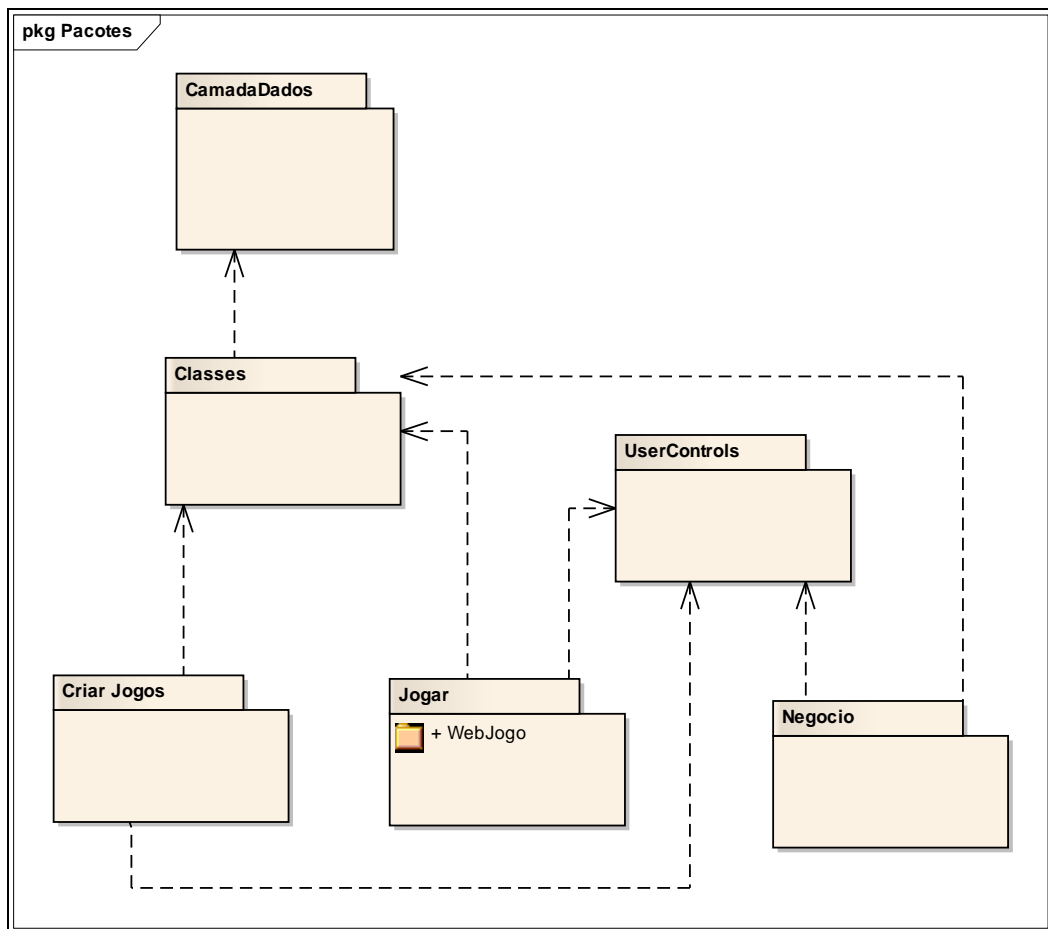 pkg Pacotes
CamadaDados
Classes
UserControls
Criar Jogos
Jogar
+ WebJogo
Negocio